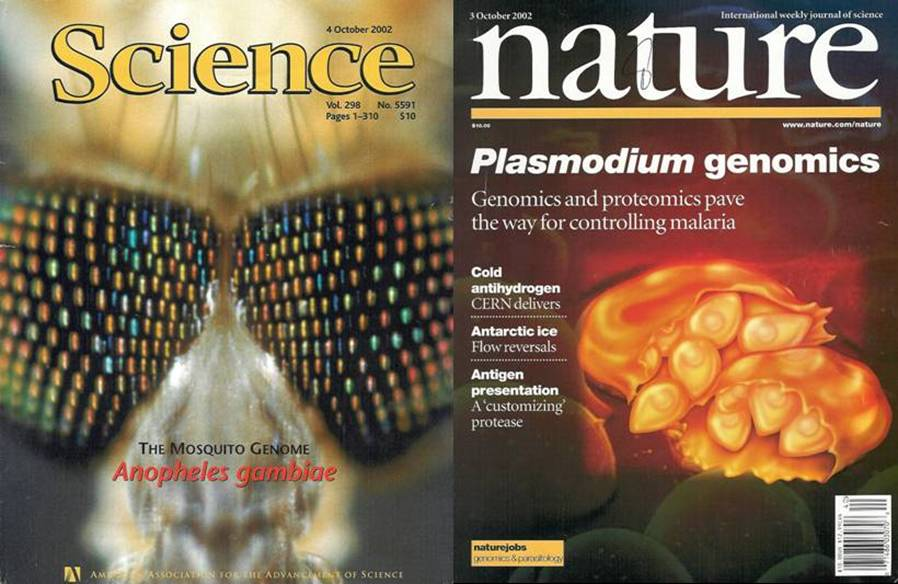 4 October 2002
Science
Vol. 298 No. 5591
Pages 1–310 $10
THE MOSQUITO GENOME
Anopheles gambiae
AMERICAN ASSOCIATION FOR THE ADVANCEMENT OF SCIENCE
3 October 2002
International weekly journal of science
nature
$10.00
www.nature.com/nature
Plasmodium genomics
Genomics and proteomics pave
the way for controlling malaria
Cold
antihydrogen
CERN delivers
Antarctic ice
Flow reversals
Antigen
presentation
A ‘customizing’
protease
naturejobs
genomics & parasitology